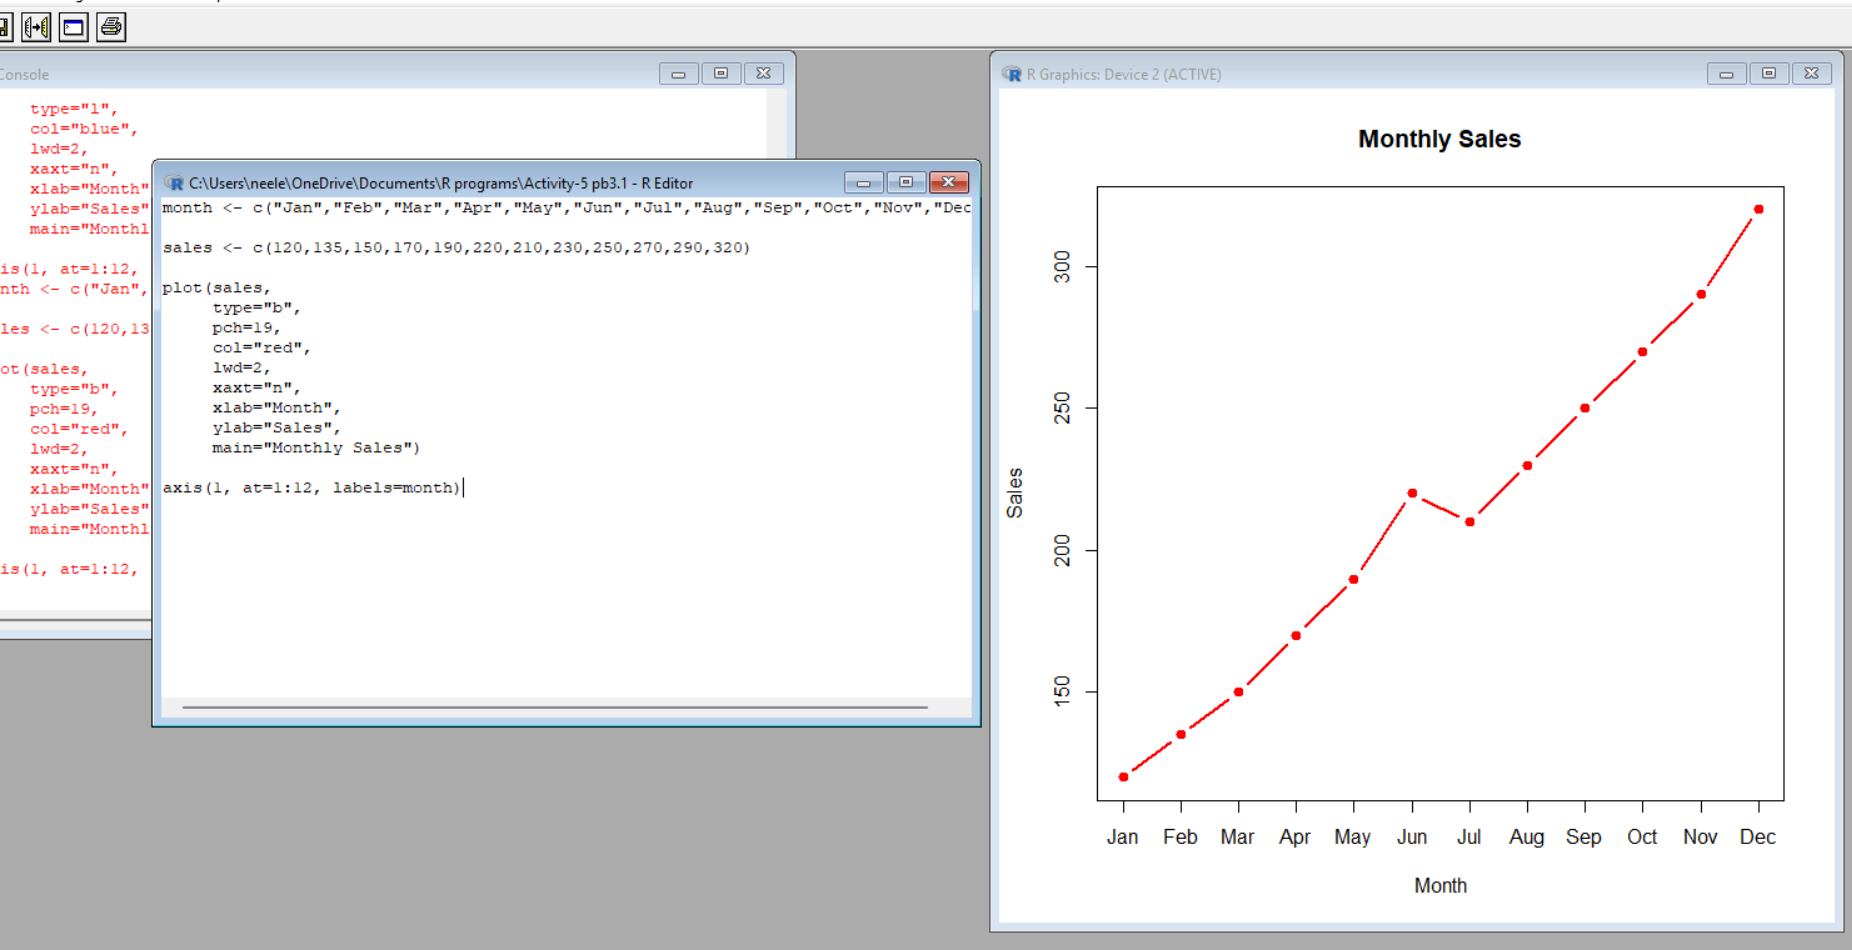 Console
type="l",
col="blue",
lwd=2,
xaxt="n",
xlab="Month"
ylab="Sales"
main="Monthl
is(1, at=1:12,
nth <- c("Jan",
les <- c(120,13
ot(sales,
type="b",
pch=19,
col="red",
lwd=2,
xaxt="n",
xlab="Month"
ylab="Sales"
main="Monthl
is(1, at=1:12,
C:\Users\neele\OneDrive\Documents\R programs\Activity-5 pb3.1 - R Editor
month <- c("Jan","Feb","Mar","Apr","May","Jun","Jul","Aug","Sep","Oct","Nov","Dec
sales <- c(120,135,150,170,190,220,210,230,250,270,290,320)
plot(sales,
type="b",
pch=19,
col="red",
lwd=2,
xaxt="n",
xlab="Month",
ylab="Sales",
main="Monthly Sales")
axis(1, at=1:12, labels=month)
R Graphics: Device 2 (ACTIVE)
Monthly Sales
300
250
200
150
Sales
Jan Feb Mar Apr May Jun Jul Aug Sep Oct Nov Dec
Month